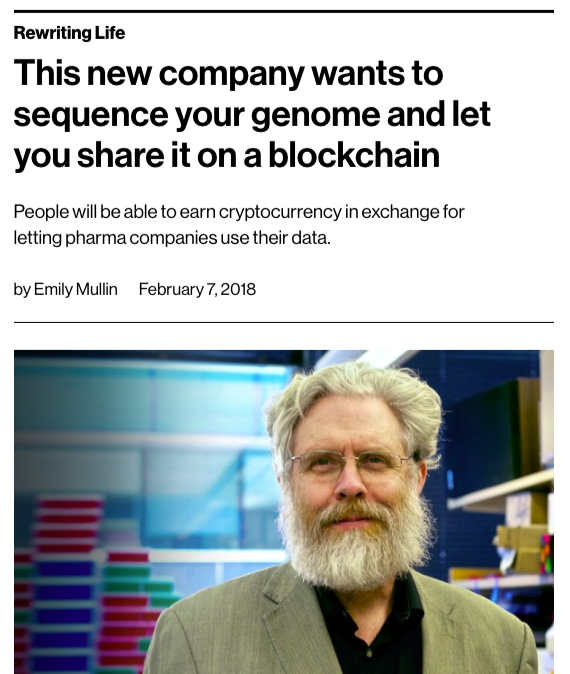 Rewriting Life
This new company wants to
sequence your genome and let
you share it on a blockchain
People will be able to earn cryptocurrency in exchange for
letting pharma companies use their data.
by Emily Mullin February 7, 2018